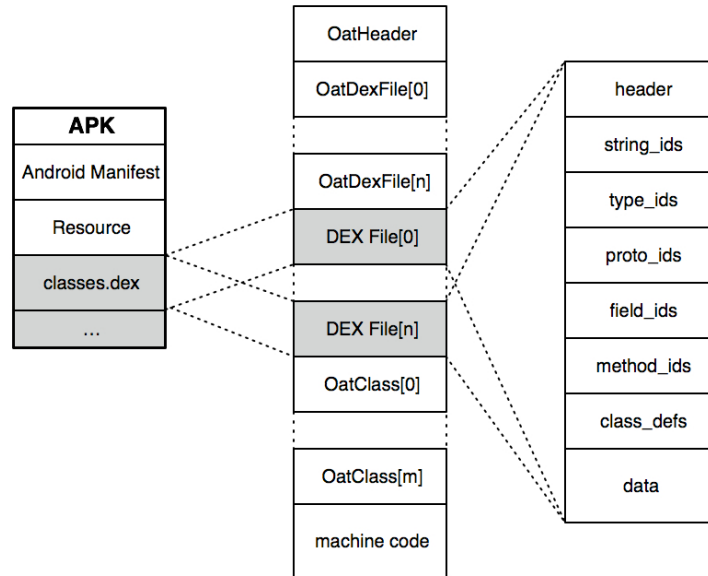 APK
Android Manifest
Resource
classes.dex
...
OatHeader
OatDexFile[0]
OatDexFile[n]
DEX File[0]
DEX File[n]
OatClass[0]
OatClass[m]
machine code
header
string_ids
type_ids
proto_ids
field_ids
method_ids
class_defs
data